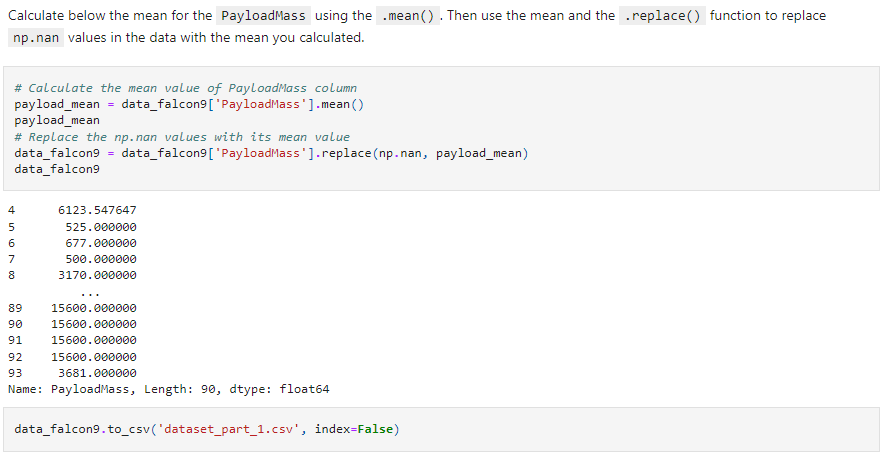 Calculate below the mean for the PayloadMass using the .mean() . Then use the mean and the .replace() function to replace
np.nan values in the data with the mean you calculated.
# Calculate the mean value of PayloadMass column
payload_mean = data_falcon9['PayloadMass'].mean()
payload_mean
# Replace the np.nan values with its mean value
data_falcon9 = data_falcon9['PayloadMass'].replace(np.nan, payload_mean)
data_falcon9
4 6123.547647
5 525.000000
6 677.000000
7 500.000000
8 3170.000000
...
89 15600.000000
90 15600.000000
91 15600.000000
92 15600.000000
93 3681.000000
Name: PayloadMass, Length: 90, dtype: float64
data_falcon9.to_csv('dataset_part_1.csv', index=False)